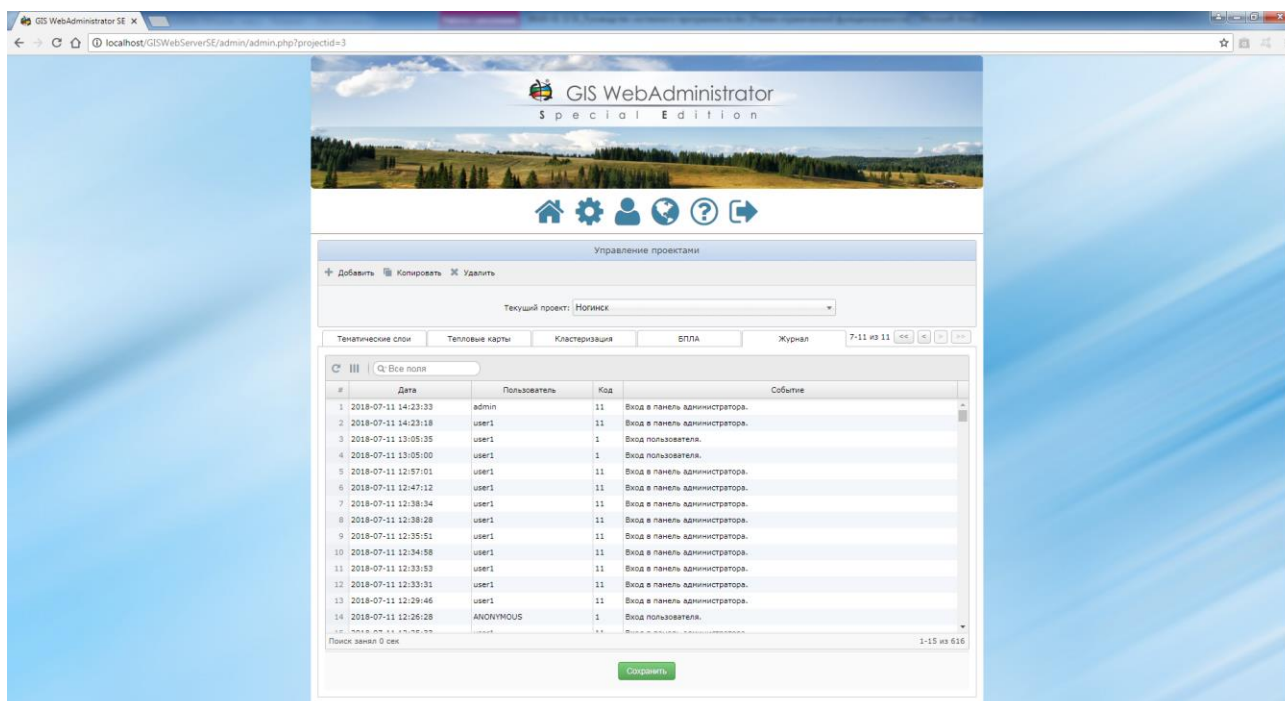 GIS WebAdministrator SE
localhost/GISWebServerSE/admin/admin.php?projectid=3
GIS WebAdministrator
Special Edition
Управление проектами
Добавить Копировать Удалить
Текущий проект: Ногинск
Тематические слои Тепловые карты Кластеризация БПЛА Журнал 7-11 из 11 << < > >>
Все поля
# Дата Пользователь Код Событие
1 2018-07-11 14:23:33 admin 11 Вход в панель администратора.
2 2018-07-11 14:23:18 user1 11 Вход в панель администратора.
3 2018-07-11 13:05:35 user1 1 Вход пользователя.
4 2018-07-11 13:05:00 user1 1 Вход пользователя.
5 2018-07-11 12:57:01 user1 11 Вход в панель администратора.
6 2018-07-11 12:47:12 user1 11 Вход в панель администратора.
7 2018-07-11 12:38:34 user1 11 Вход в панель администратора.
8 2018-07-11 12:38:28 user1 11 Вход в панель администратора.
9 2018-07-11 12:35:51 user1 11 Вход в панель администратора.
10 2018-07-11 12:34:58 user1 11 Вход в панель администратора.
11 2018-07-11 12:33:53 user1 11 Вход в панель администратора.
12 2018-07-11 12:33:31 user1 11 Вход в панель администратора.
13 2018-07-11 12:29:46 user1 11 Вход в панель администратора.
14 2018-07-11 12:26:28 ANONYMOUS 1 Вход пользователя.
Поиск занял 0 сек 1-15 из 616
Сохранить